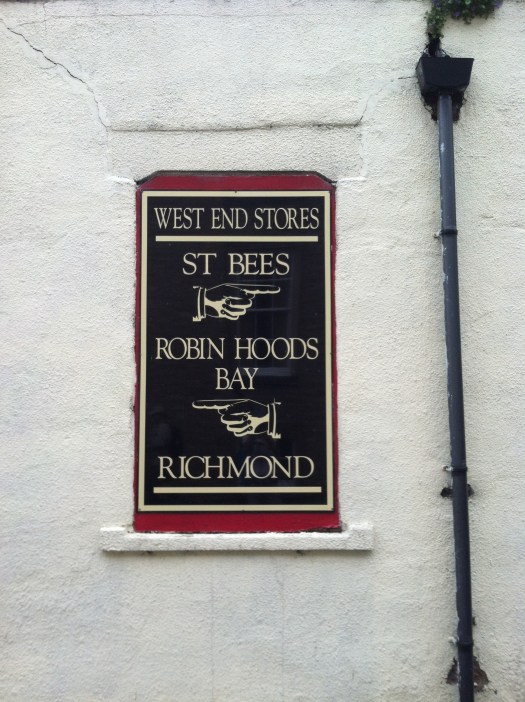 WEST END STORES
ST BEES
ROBIN HOODS
BAY
RICHMOND